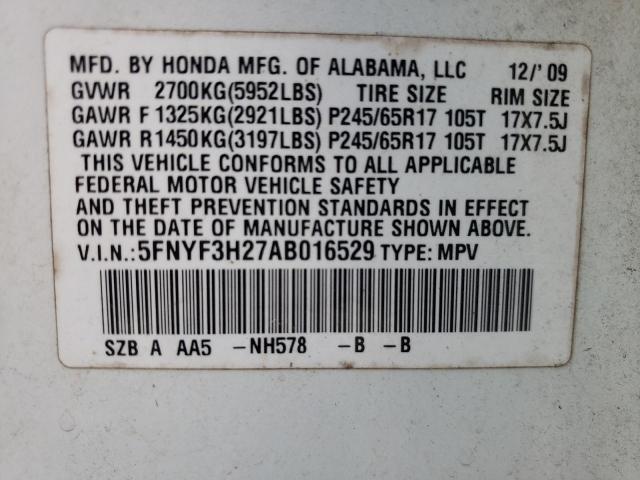 MFD. BY HONDA MFG. OF ALABAMA, LLC 12/'09
GVWR 2700KG(5952LBS) TIRE SIZE RIM SIZE
GAWR F 1325KG(2921LBS) P245/65R17 105T 17X7.5J
GAWR R1450KG(3197LBS) P245/65R17 105T 17X7.5J
THIS VEHICLE CONFORMS TO ALL APPLICABLE
FEDERAL MOTOR VEHICLE SAFETY
AND THEFT PREVENTION STANDARDS IN EFFECT
ON THE DATE OF MANUFACTURE SHOWN ABOVE.
V.I.N.:5FNYF3H27AB016529 TYPE: MPV
SZB A AA5 -NH578 -B -B